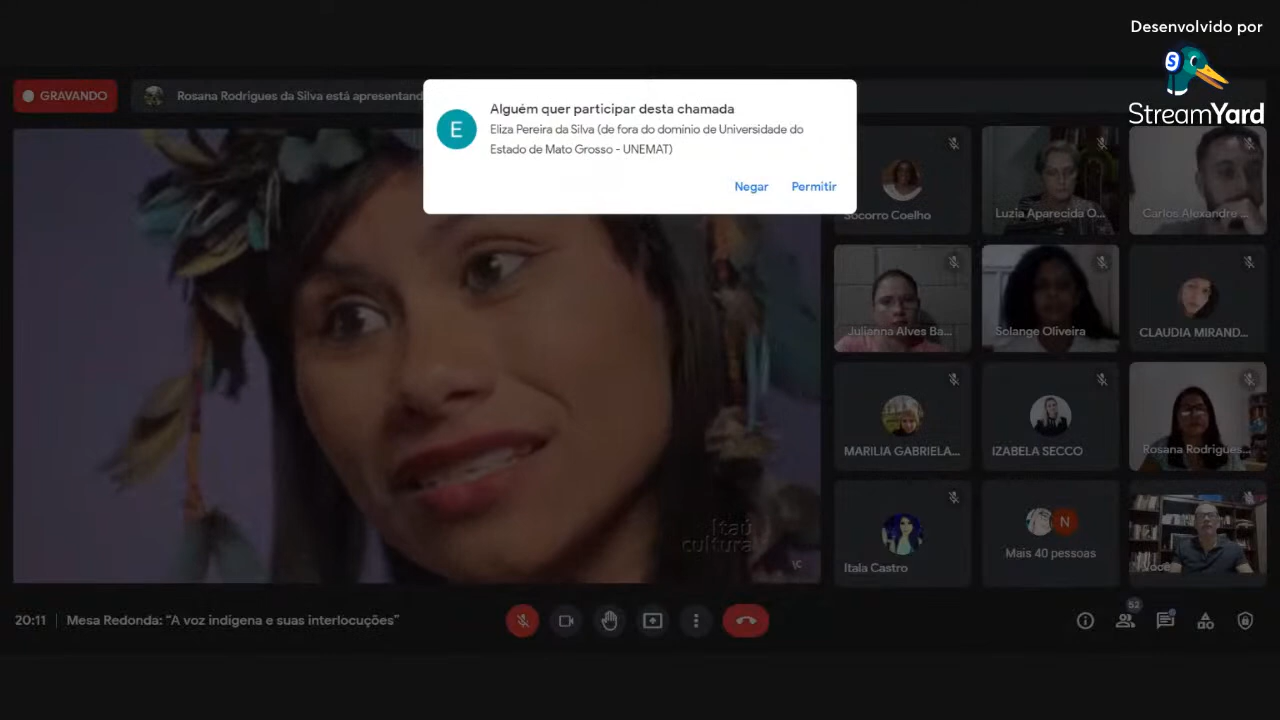 Desenvolvido por
StreamYard
GRAVANDO
Rosana Rodrigues da Silva está apresentand
Alguém quer participar desta chamada
E
Eliza Pereira da Silva (de fora do domínio de Universidade do
Estado de Mato Grosso - UNEMAT)
Negar
Permitir
Socorro Coelho
Luzia Aparecida O...
Carlos Alexandre ...
Julianna Alves Ba...
Solange Oliveira
CLAUDIA MIRAND...
MARILIA GABRIELA...
IZABELA SECCO
Rosana Rodrigues...
Itaú
cultural
Itala Castro
N
Mais 40 pessoas
Você
20:11 | Mesa Redonda: “A voz indígena e suas interlocuções”
52